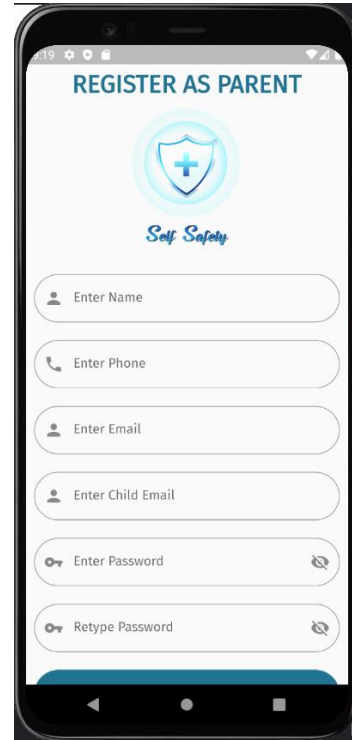 REGISTER AS PARENT
Self Safety
Enter Name
Enter Phone
Enter Email
Enter Child Email
Enter Password
Retype Password